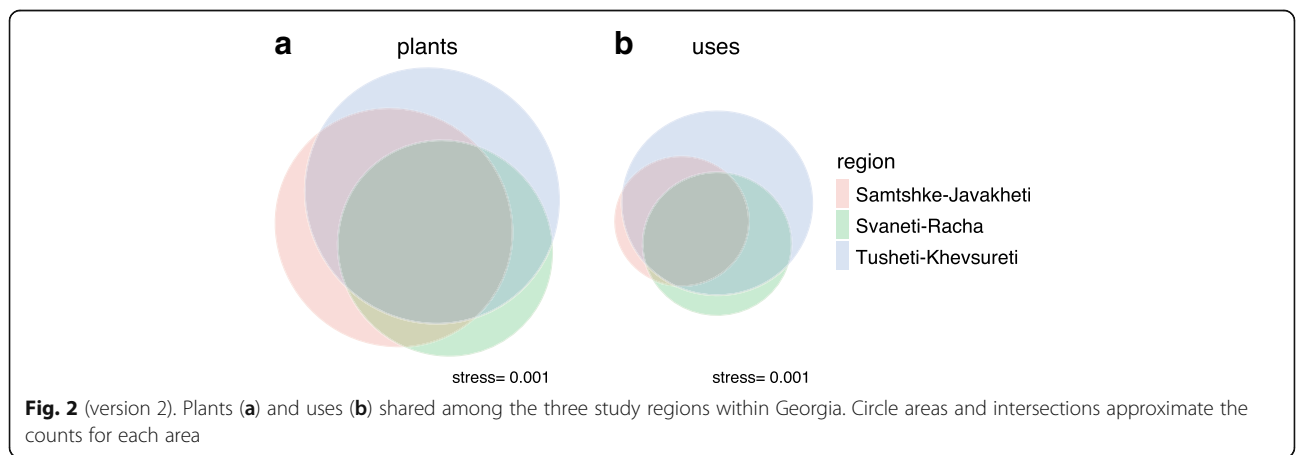 a plants b uses
region
Samtshke-Javakheti
Svaneti-Racha
Tusheti-Khevsureti
stress= 0.001 stress= 0.001
Fig. 2 (version 2). Plants (a) and uses (b) shared among the three study regions within Georgia. Circle areas and intersections approximate the
counts for each area